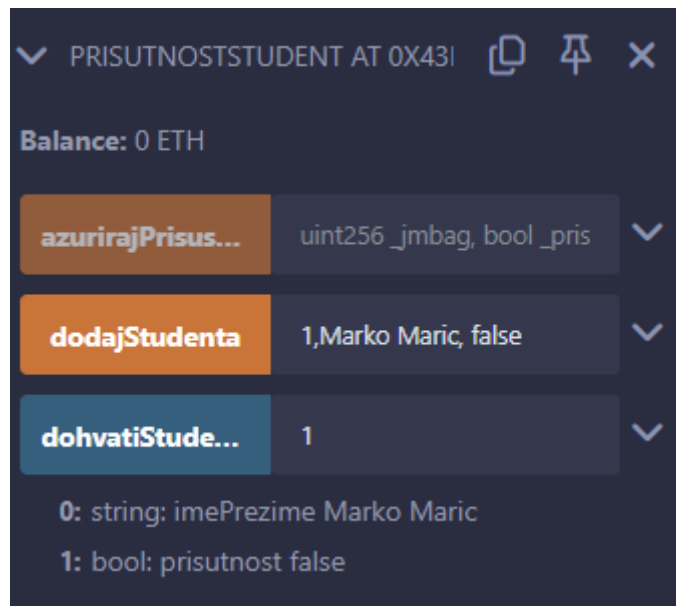 PRISUTNOSTSTUDENT AT 0X43
Balance: 0 ETH
azurirajPrisus... uint256 _jmbag, bool _pris
dodajStudenta 1,Marko Maric, false
dohvatiStude... 1
0: string: imePrezime Marko Maric
1: bool: prisutnost false